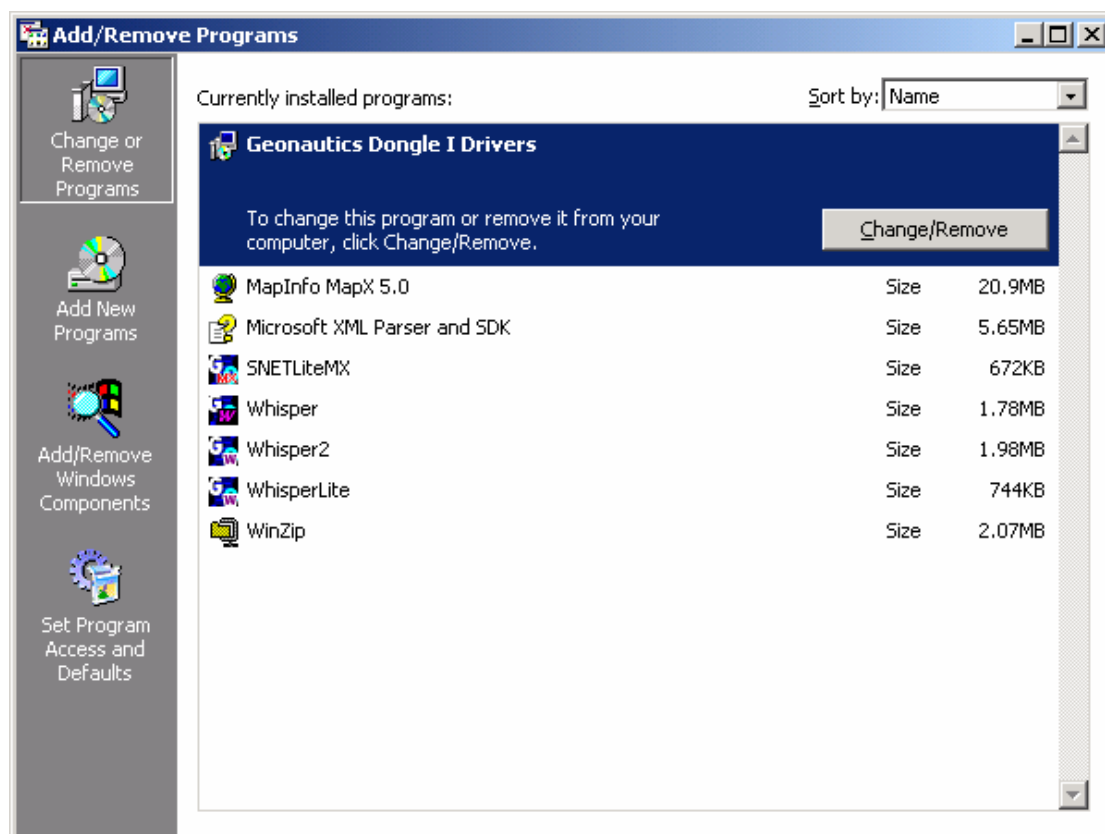 Add/Remove Programs
Change or
Remove
Programs
Add New
Programs
Add/Remove
Windows
Components
Set Program
Access and
Defaults
Currently installed programs:
Sort by: Name
Geonautics Dongle I Drivers
To change this program or remove it from your
computer, click Change/Remove.
Change/Remove
MapInfo MapX 5.0 Size 20.9MB
Microsoft XML Parser and SDK Size 5.65MB
SNETLiteMX Size 672KB
Whisper Size 1.78MB
Whisper2 Size 1.98MB
WhisperLite Size 744KB
WinZip Size 2.07MB